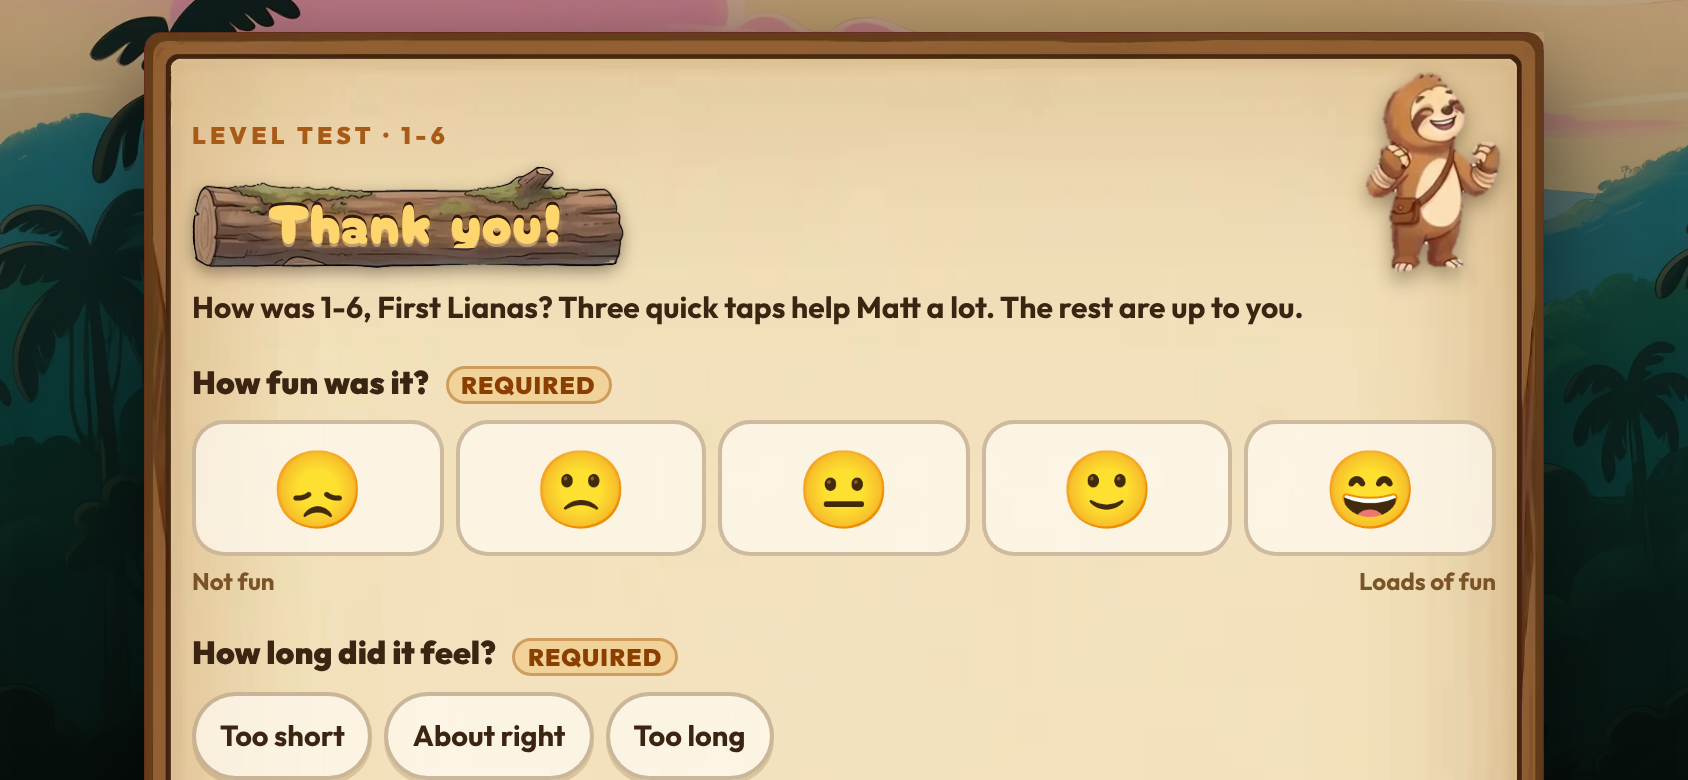 LEVEL TEST · 1-6
Thank you!
How was 1-6, First Lianas? Three quick taps help Matt a lot. The rest are up to you.
How fun was it? REQUIRED
Not fun Loads of fun
How long did it feel? REQUIRED
Too short About right Too long